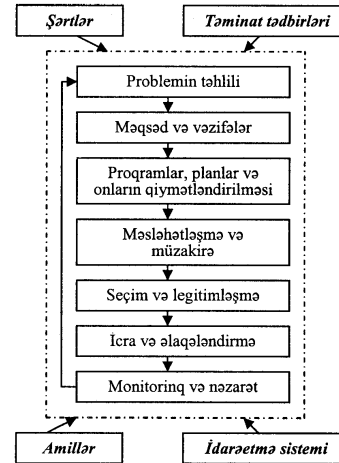 Şərtlər
Təminat tədbirləri
Problemin təhlili
Məqsəd və vəzifələr
Proqramlar, planlar və
onların qiymətləndirilməsi
Məsləhətləşmə və
müzakirə
Seçim və legitimləşmə
İcra və əlaqələndirmə
Monitorinq və nəzarət
Amillər
İdarəetmə sistemi